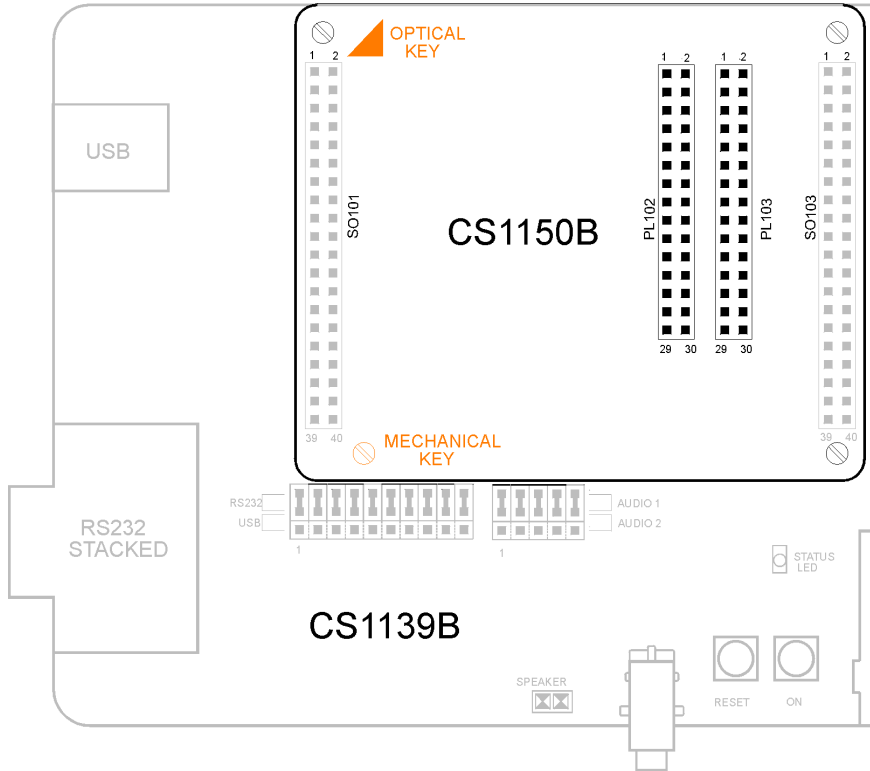 OPTICAL
KEY
1 2
1 2
1 2
1 2
USB
SO101
CS1150B
PL102
PL103
SO103
29 30
29 30
39 40
39 40
MECHANICAL
KEY
RS232
USB
1
AUDIO 1
AUDIO 2
1
RS232
STACKED
STATUS
LED
CS1139B
SPEAKER
RESET
ON